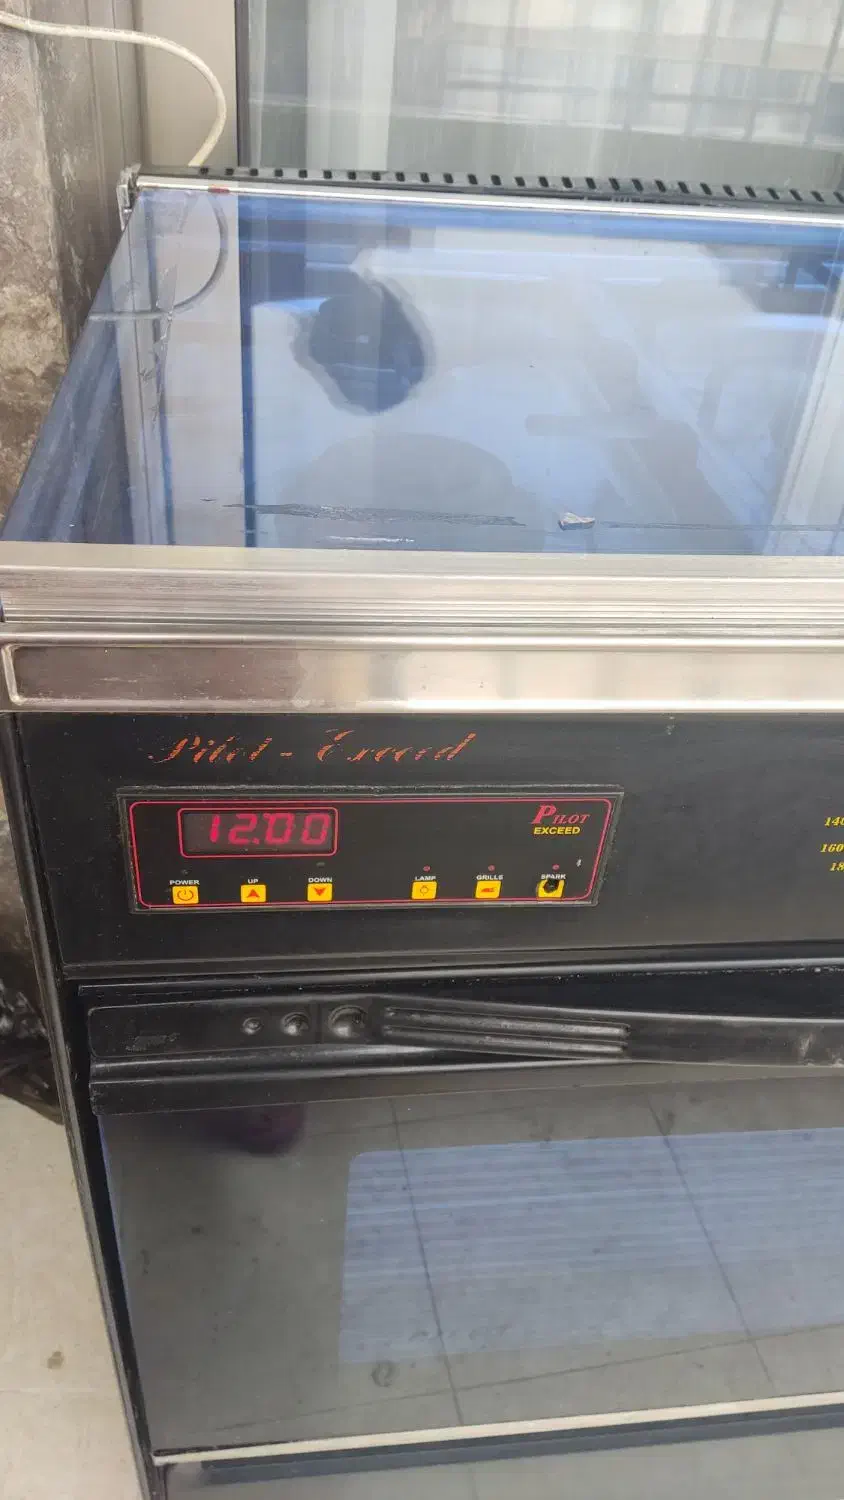 Pilot - Exceed
12:00
PILOT
EXCEED
POWER UP DOWN LAMP GRILLS SPARK